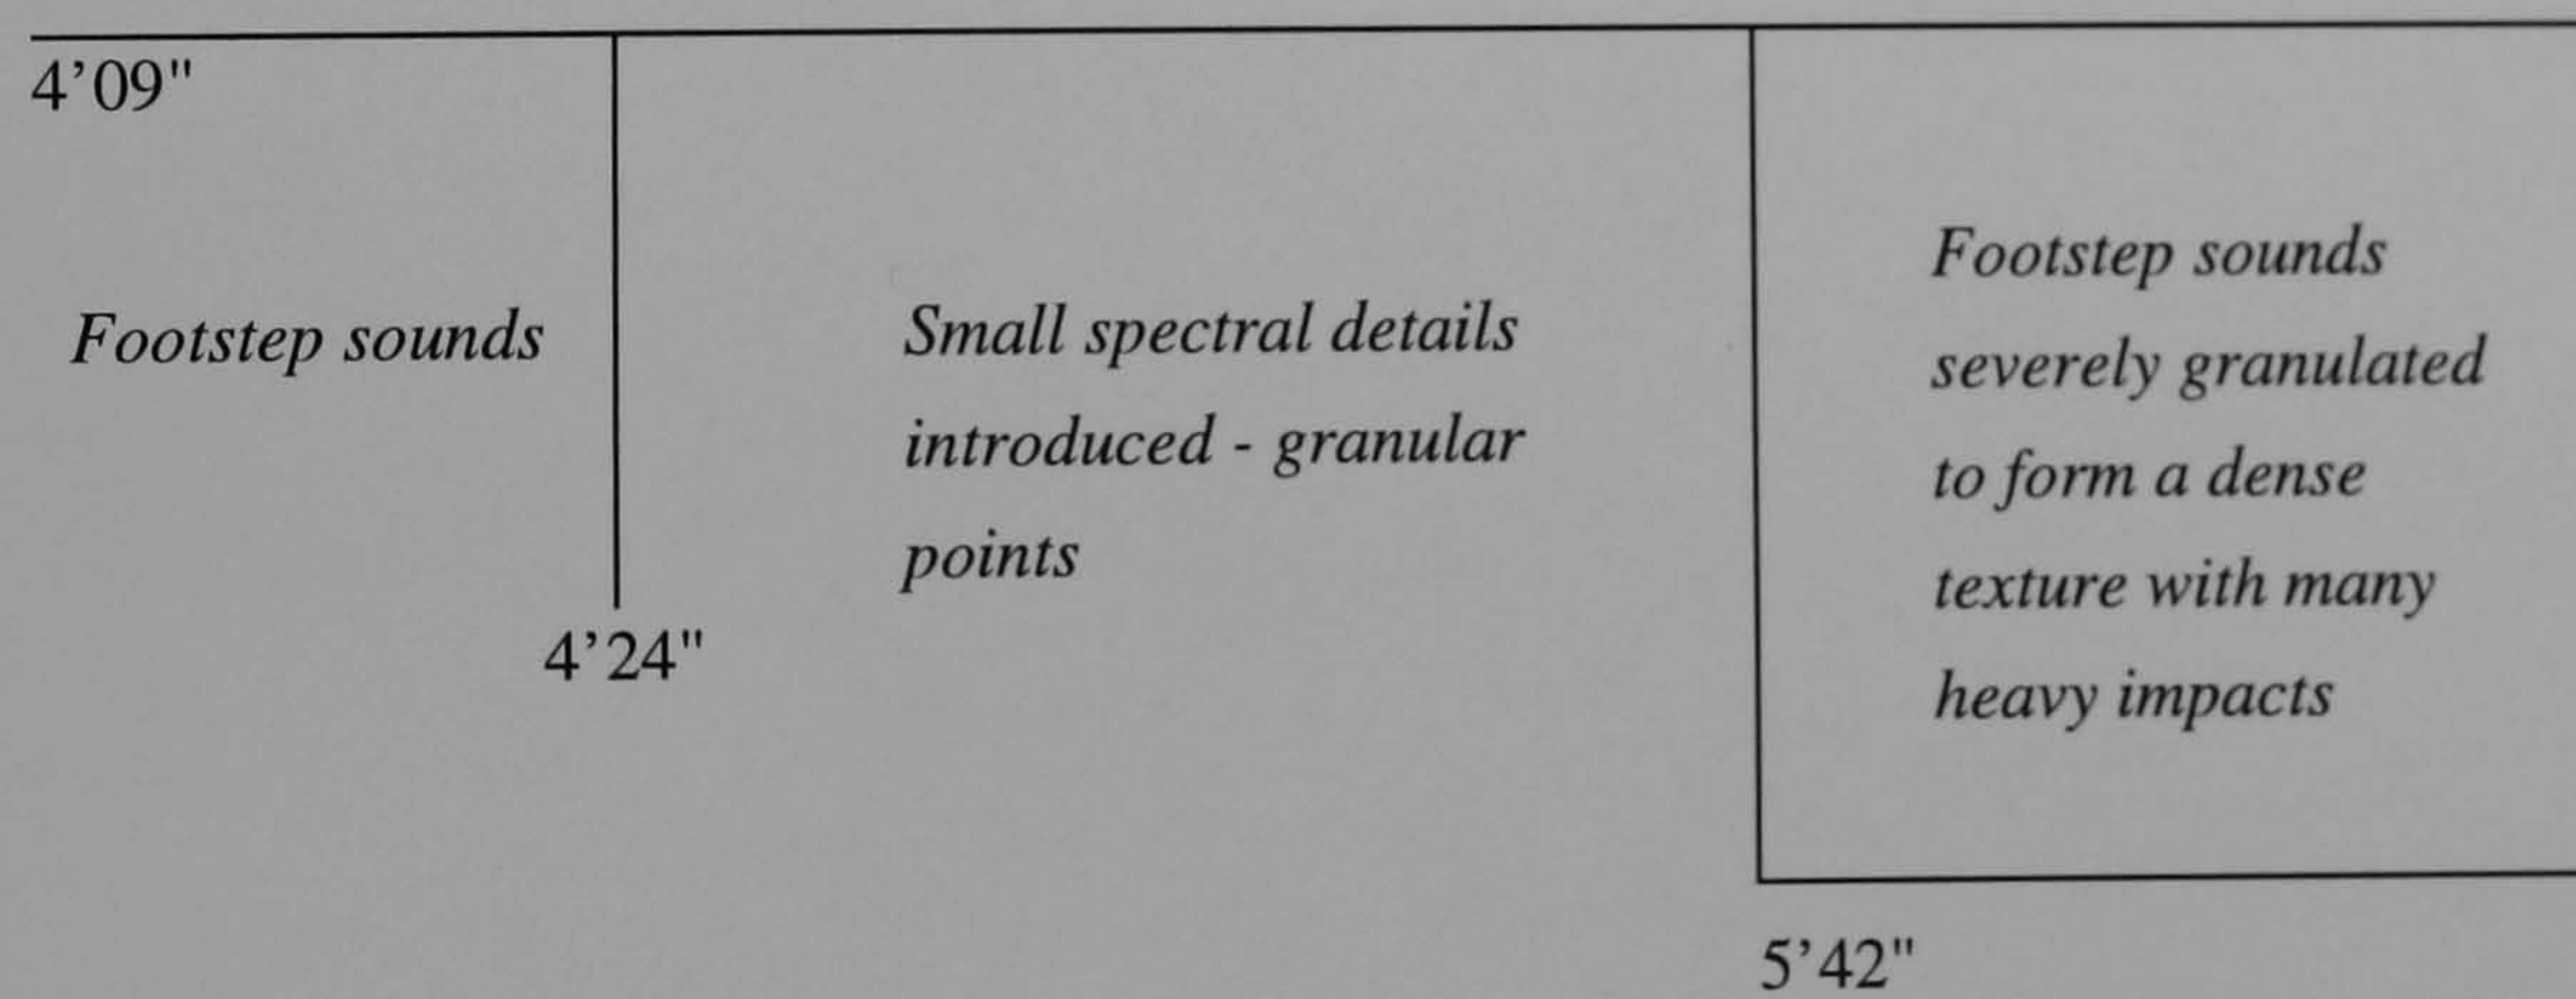 4’09"
Footstep sounds
4’24"
Small spectral details
introduced - granular
points
Footstep sounds
severely granulated
to form a dense
texture with many
heavy impacts
5’42"